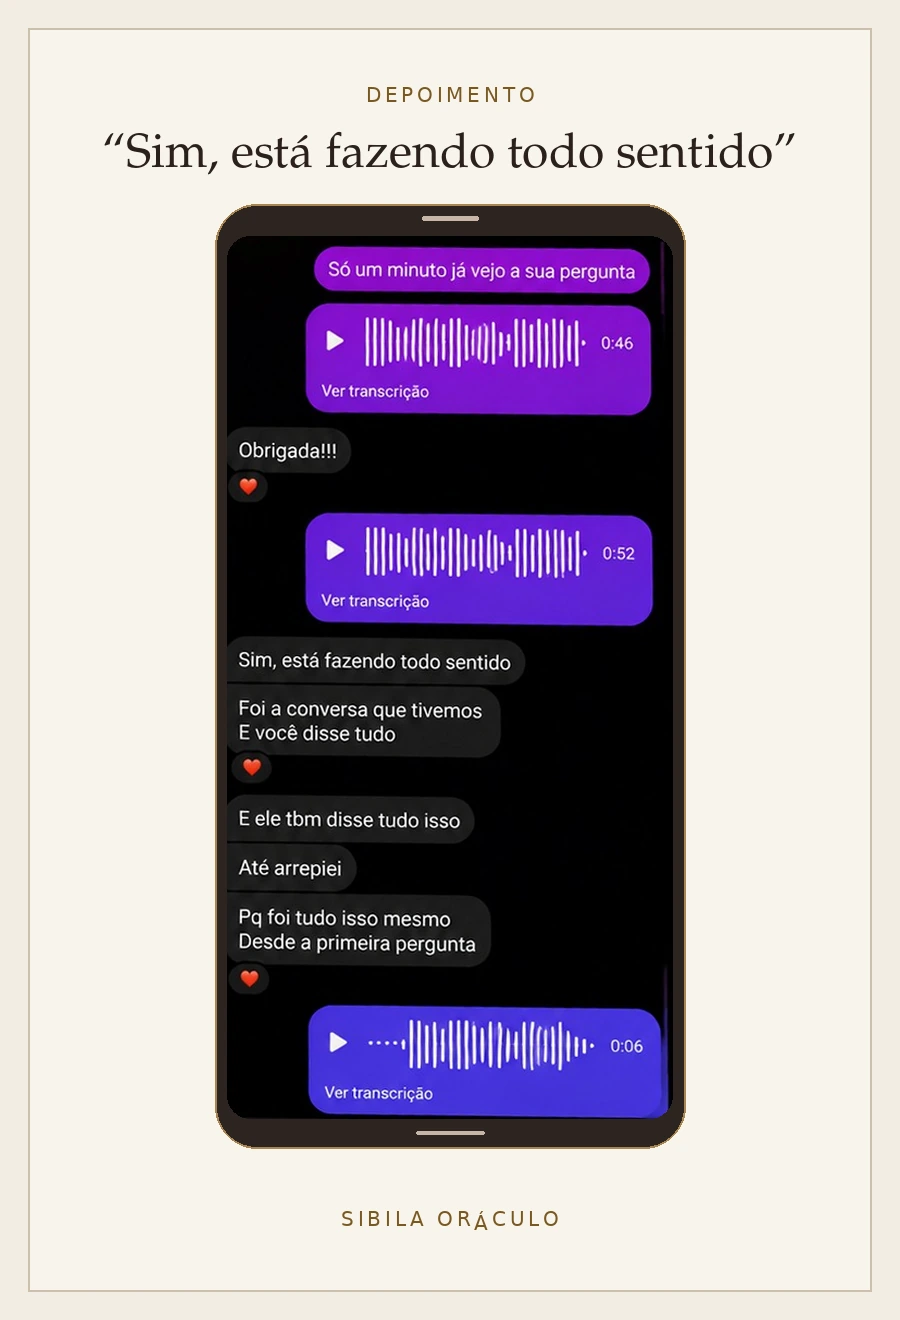 DEPOIMENTO
“Sim, está fazendo todo sentido”
Só um minuto já vejo a sua pergunta
0:46
Ver transcrição
Obrigada!!!
0:52
Ver transcrição
Sim, está fazendo todo sentido
Foi a conversa que tivemos
E você disse tudo
E ele tbm disse tudo isso
Até arrepiei
Pq foi tudo isso mesmo
Desde a primeira pergunta
0:06
Ver transcrição
SIBILA ORÁCULO